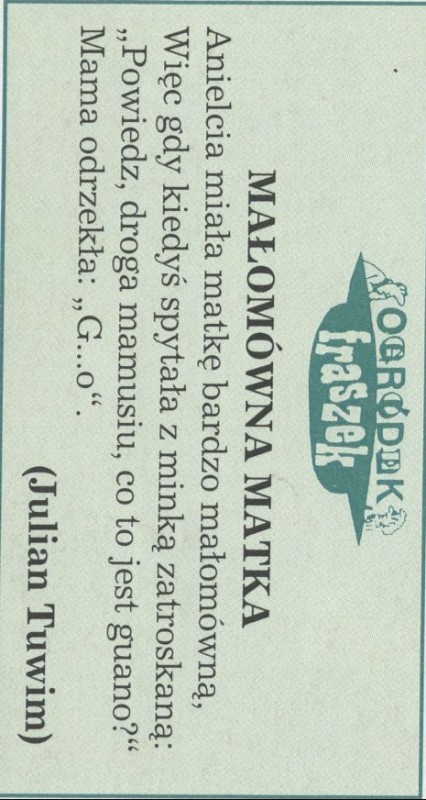 OGRÓDEK
fraszek
MAŁOMÓWNA MATKA
Anielcia miała matkę bardzo małomówną,
Więc gdy kiedyś spytała z minką zatroskaną:
„Powiedz, droga mamusiu, co to jest guano?“
Mama odrzekła: „G...o“.
(Julian Tuwim)